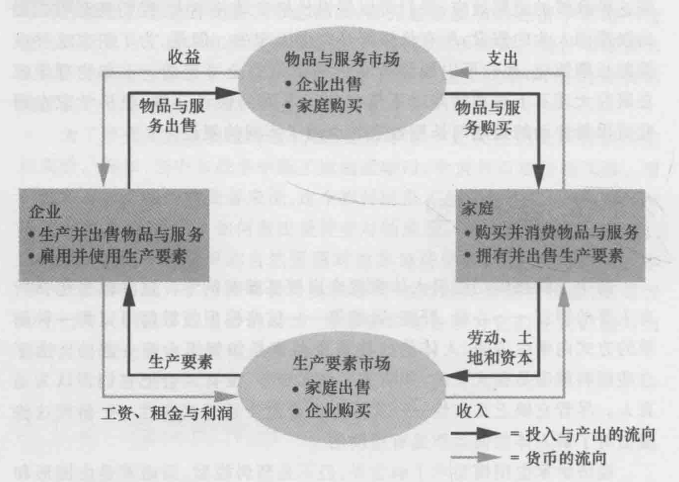 收益
物品与服务市场
• 企业出售
• 家庭购买
支出
物品与服
务出售
物品与服
务购买
企业
• 生产并出售物品与服务
• 雇用并使用生产要素
家庭
• 购买并消费物品与服务
• 拥有并出售生产要素
生产要素
生产要素市场
• 家庭出售
• 企业购买
劳动、土
地和资本
工资、租金与利润
收入
= 投入与产出的流向
= 货币的流向